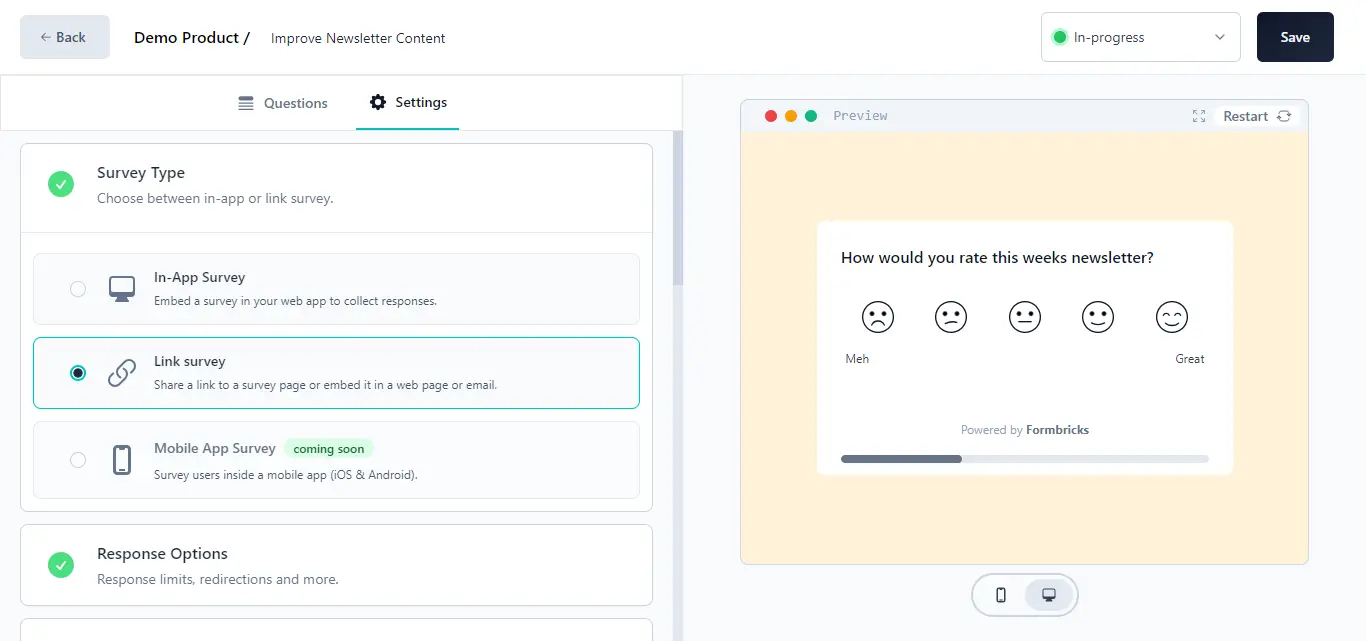 ← Back
Demo Product / Improve Newsletter Content
In-progress
Save
Questions
Settings
Survey Type
Choose between in-app or link survey.
In-App Survey
Embed a survey in your web app to collect responses.
Link survey
Share a link to a survey page or embed it in a web page or email.
Mobile App Survey coming soon
Survey users inside a mobile app (iOS & Android).
Response Options
Response limits, redirections and more.
Preview
Restart
How would you rate this weeks newsletter?
Meh
Great
Powered by Formbricks